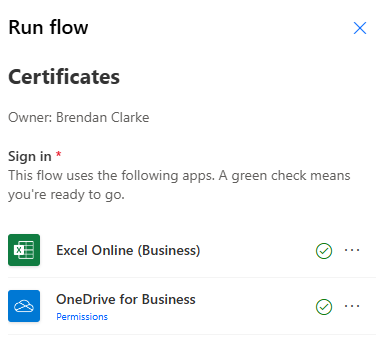 Run flow
Certificates
Owner: Brendan Clarke
Sign in *
This flow uses the following apps. A green check means
you're ready to go.
Excel Online (Business)
OneDrive for Business
Permissions